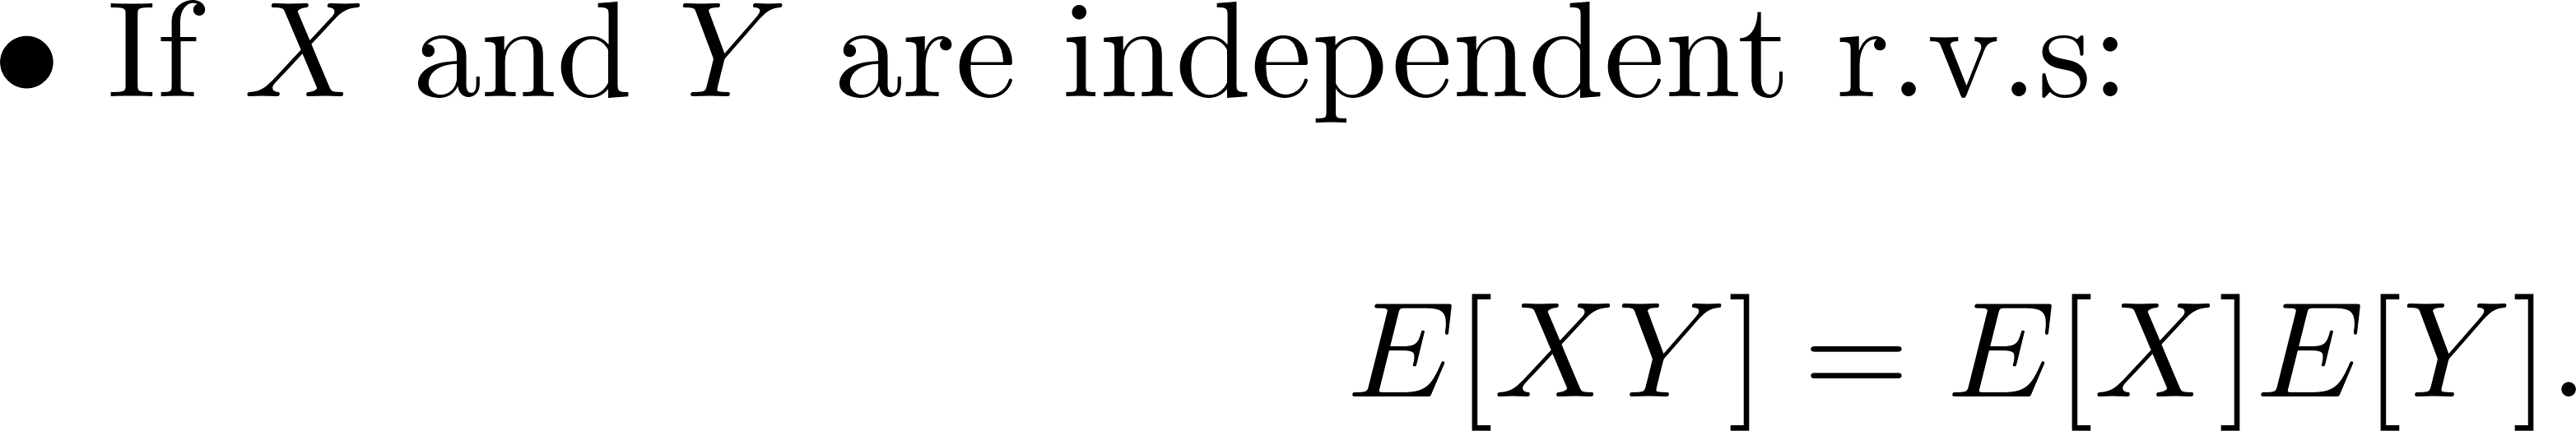 • If X and Y are independent r.v.s:
E[XY] = E[X]E[Y].